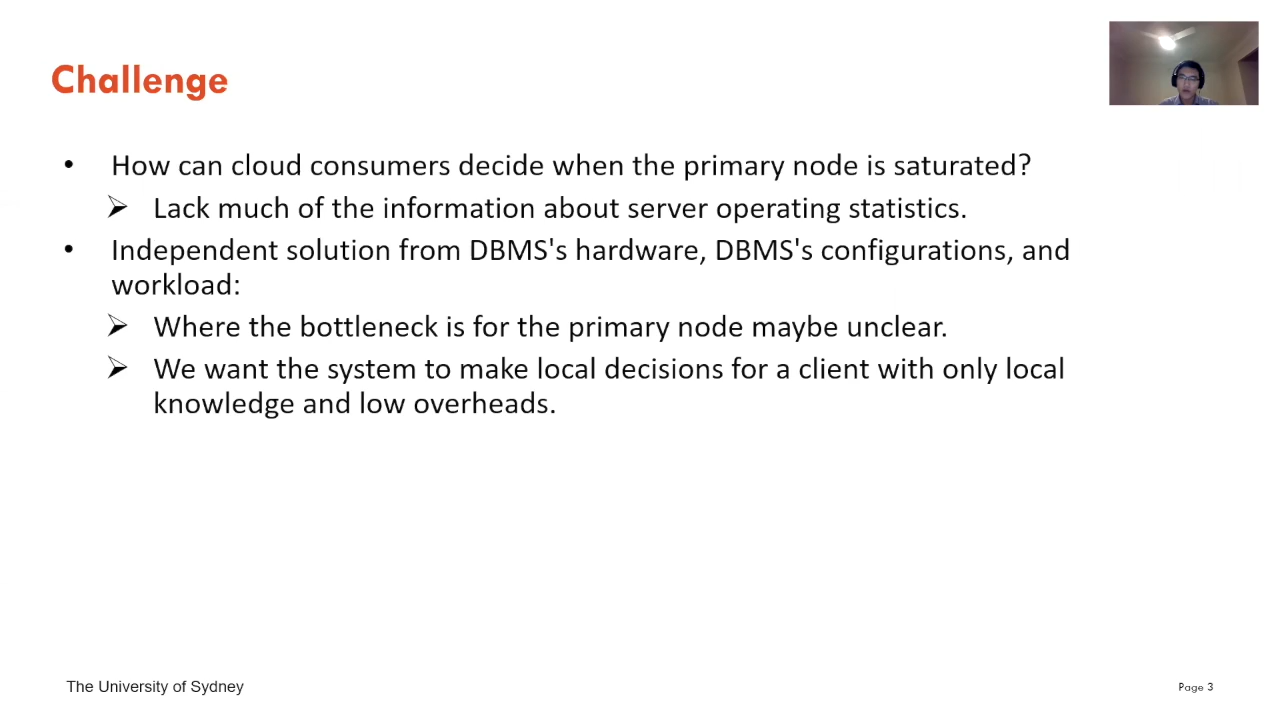 Challenge
• How can cloud consumers decide when the primary node is saturated?
➢ Lack much of the information about server operating statistics.
• Independent solution from DBMS's hardware, DBMS's configurations, and
workload:
➢ Where the bottleneck is for the primary node maybe unclear.
➢ We want the system to make local decisions for a client with only local
knowledge and low overheads.
The University of Sydney
Page 3